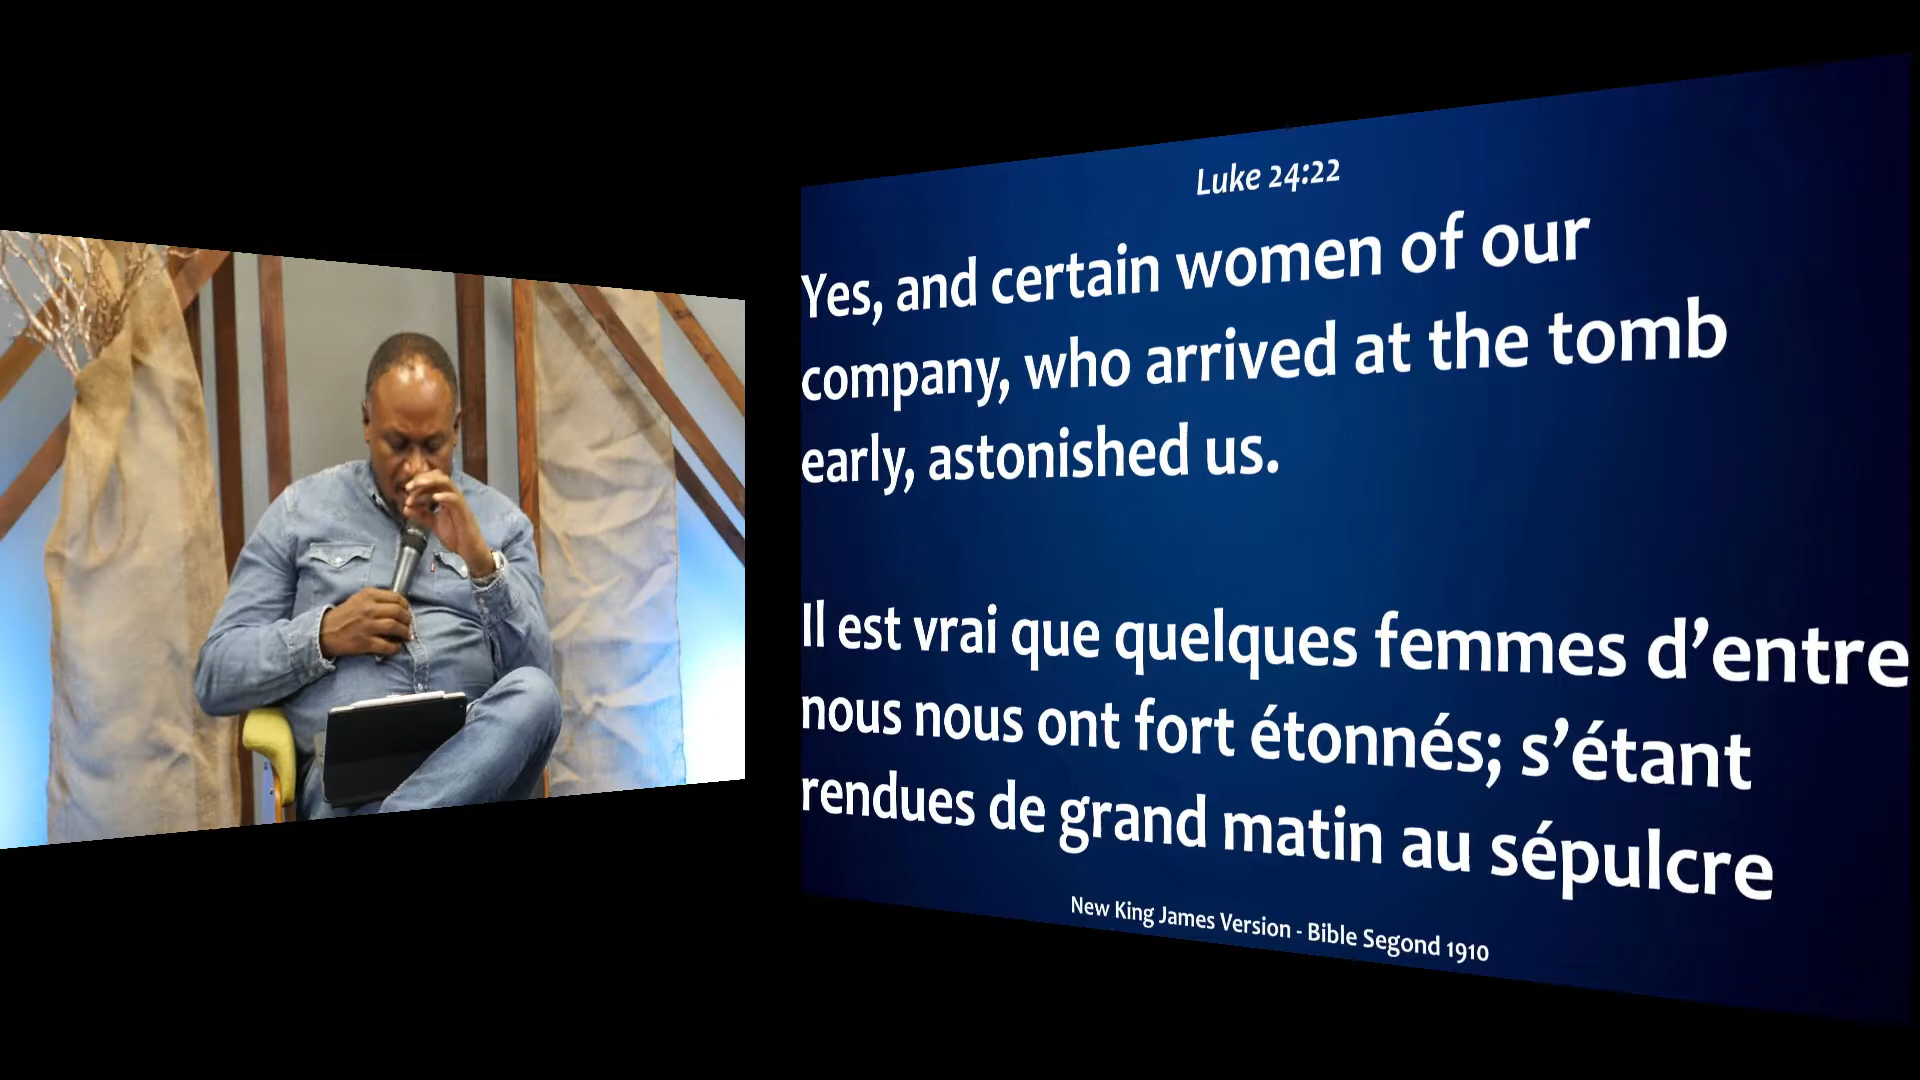 Luke 24:22
Yes, and certain women of our
company, who arrived at the tomb
early, astonished us.
Il est vrai que quelques femmes d’entre
nous nous ont fort étonnés; s’étant
rendues de grand matin au sépulcre
New King James Version - Bible Segond 1910